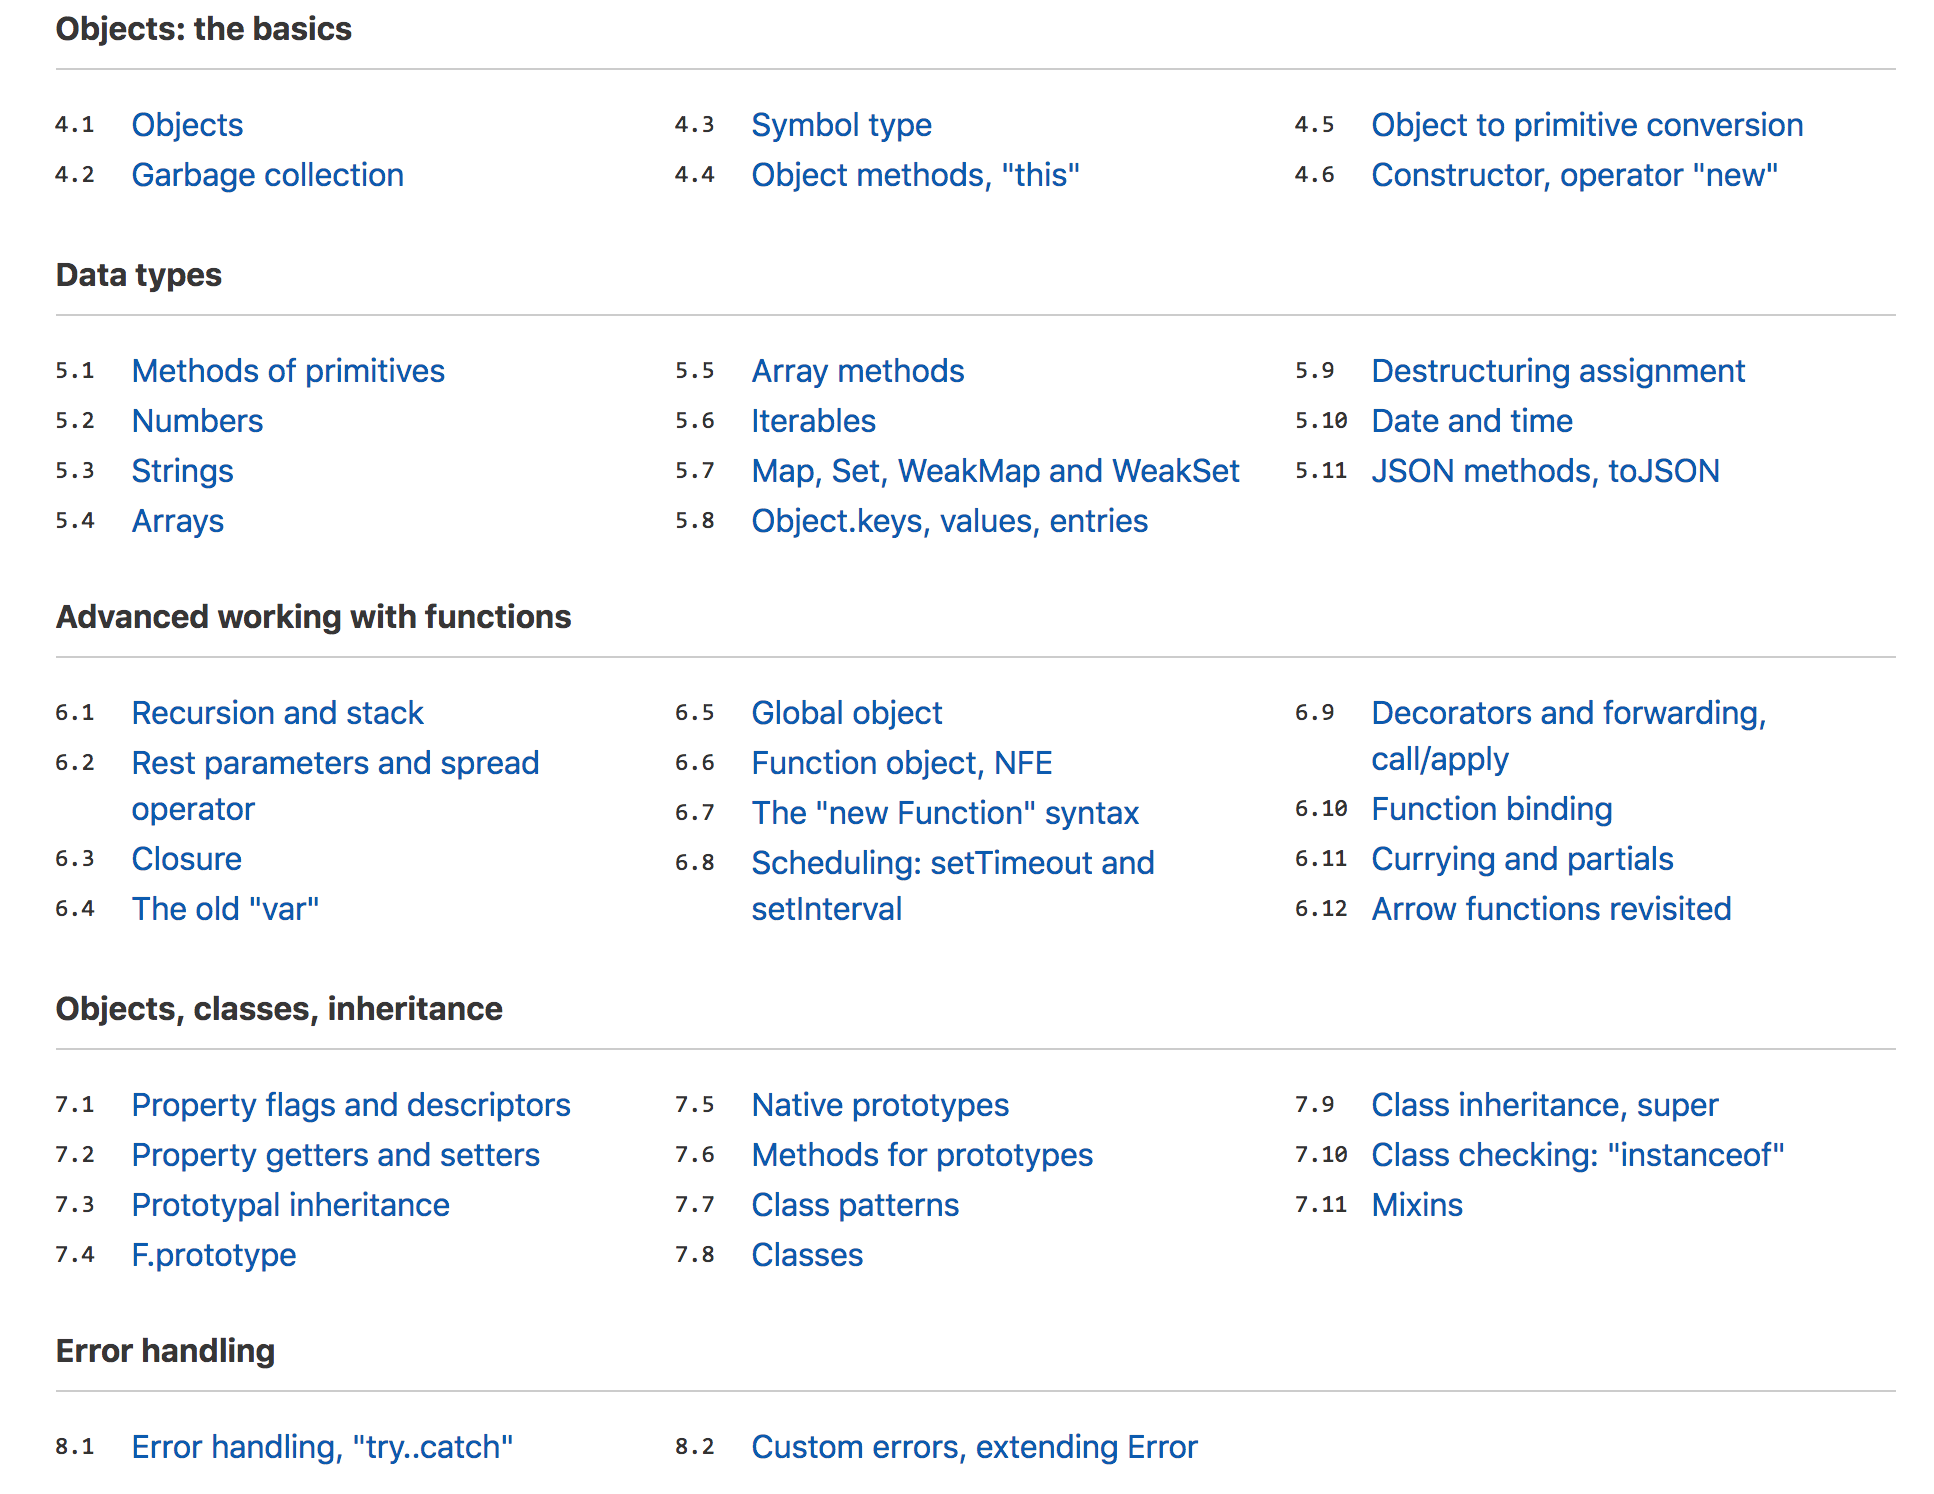 Objects: the basics
4.1 Objects
4.2 Garbage collection
4.3 Symbol type
4.4 Object methods, "this"
4.5 Object to primitive conversion
4.6 Constructor, operator "new"
Data types
5.1 Methods of primitives
5.2 Numbers
5.3 Strings
5.4 Arrays
5.5 Array methods
5.6 Iterables
5.7 Map, Set, WeakMap and WeakSet
5.8 Object.keys, values, entries
5.9 Destructuring assignment
5.10 Date and time
5.11 JSON methods, toJSON
Advanced working with functions
6.1 Recursion and stack
6.2 Rest parameters and spread
operator
6.3 Closure
6.4 The old "var"
6.5 Global object
6.6 Function object, NFE
6.7 The "new Function" syntax
6.8 Scheduling: setTimeout and
setInterval
6.9 Decorators and forwarding,
call/apply
6.10 Function binding
6.11 Currying and partials
6.12 Arrow functions revisited
Objects, classes, inheritance
7.1 Property flags and descriptors
7.2 Property getters and setters
7.3 Prototypal inheritance
7.4 F.prototype
7.5 Native prototypes
7.6 Methods for prototypes
7.7 Class patterns
7.8 Classes
7.9 Class inheritance, super
7.10 Class checking: "instanceof"
7.11 Mixins
Error handling
8.1 Error handling, "try..catch"
8.2 Custom errors, extending Error